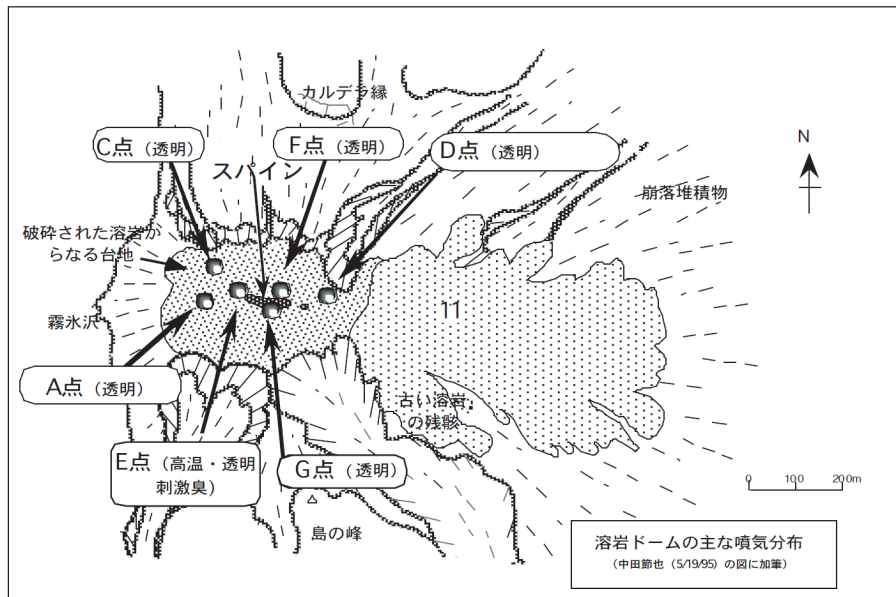 カルデラ縁
C点（透明）
F点（透明）
D点（透明）
N
スパイン
崩落堆積物
破砕された溶岩が
らなる台地
霧氷沢
11
A点（透明）
古い溶岩
の残骸
E点（高温・透明
刺激臭)
G点（透明）
0 100 200m
島の峰
溶岩ドームの主な噴気分布
（中田節也（5/19/95）の図に加筆）